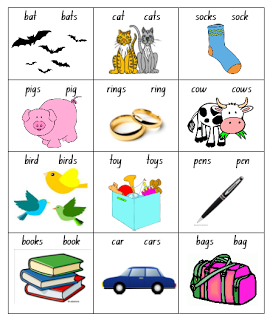 bat bats
cat cats
socks sock
pigs pig
rings ring
cow cows
bird birds
toy toys
pens pen
books book
car cars
bags bag